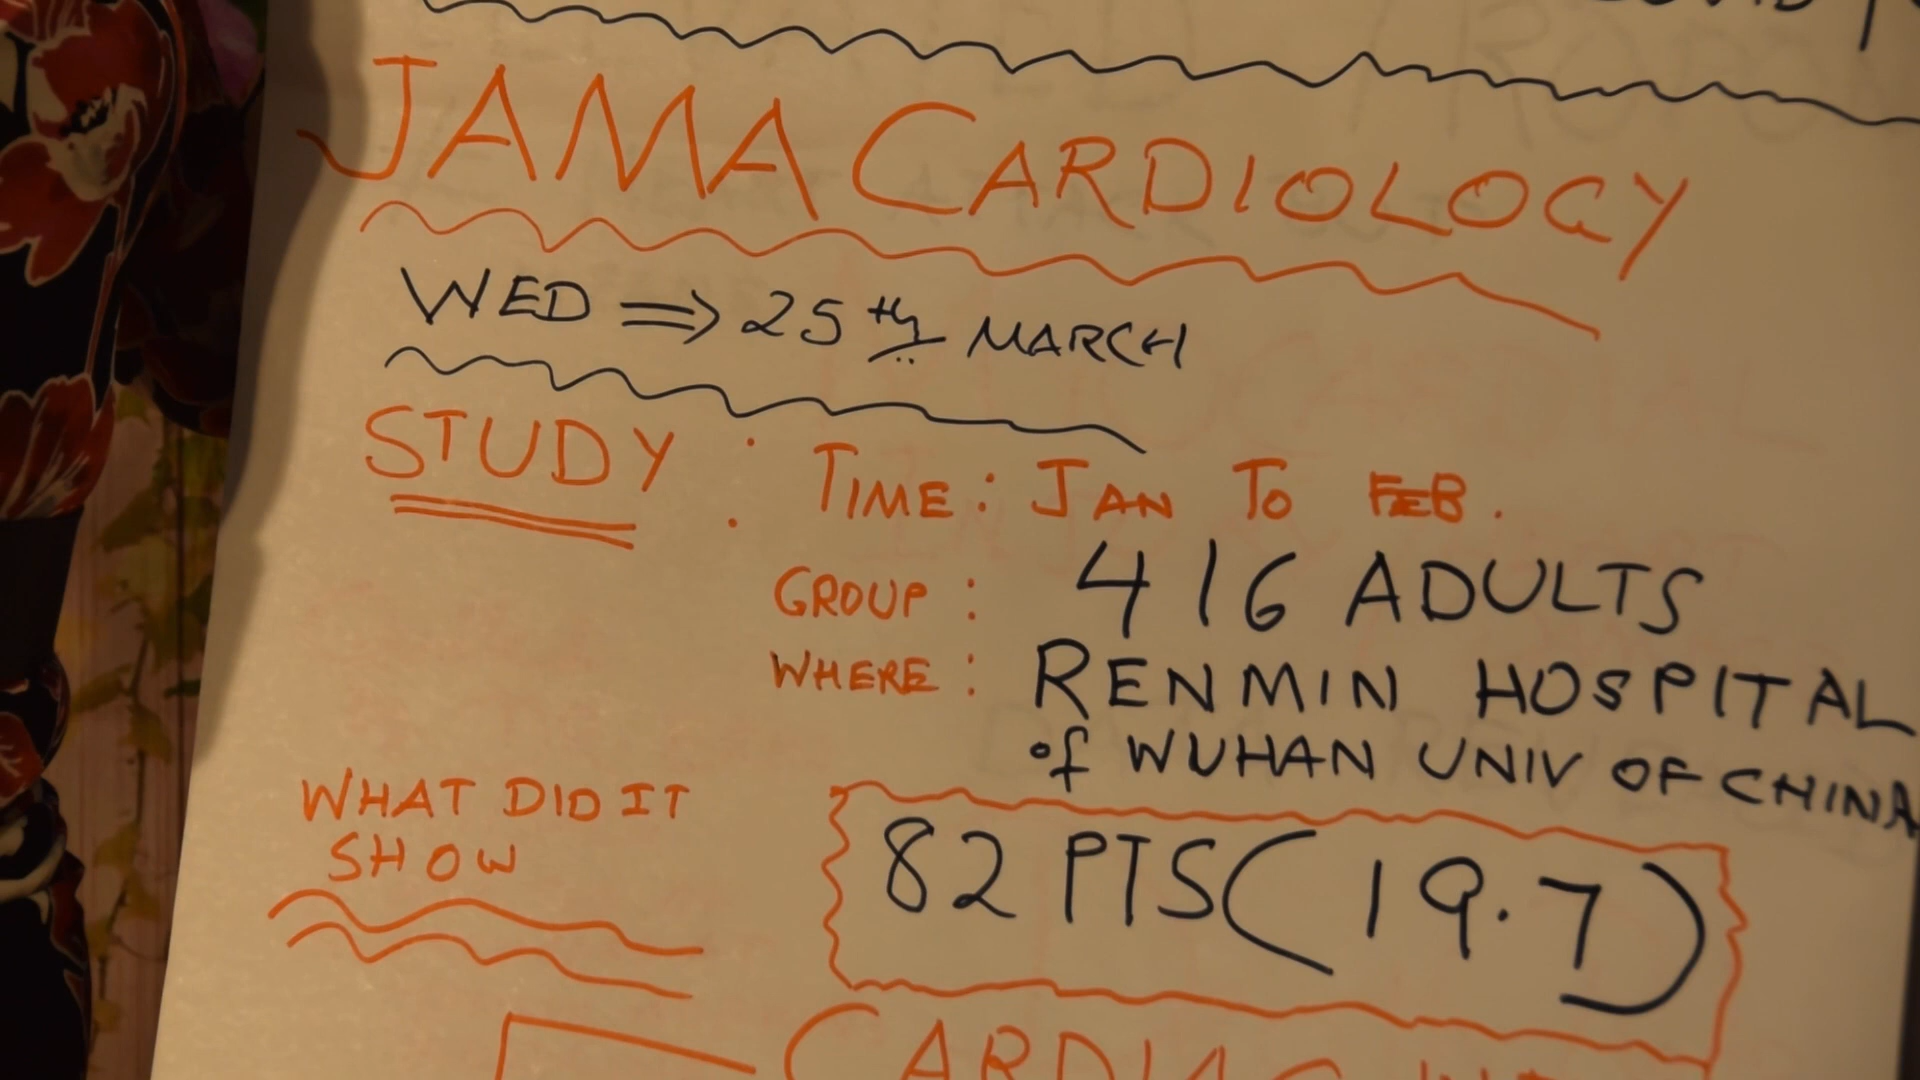 JAMA CARDIOLOGY
WED ⇒ 25th MARCH
STUDY : TIME : JAN TO FEB.
GROUP : 416 ADULTS
WHERE : RENMIN HOSPITAL
of WUHAN UNIV OF CHINA
WHAT DID IT
SHOW
82 PTS (19.7)
CARDIAC